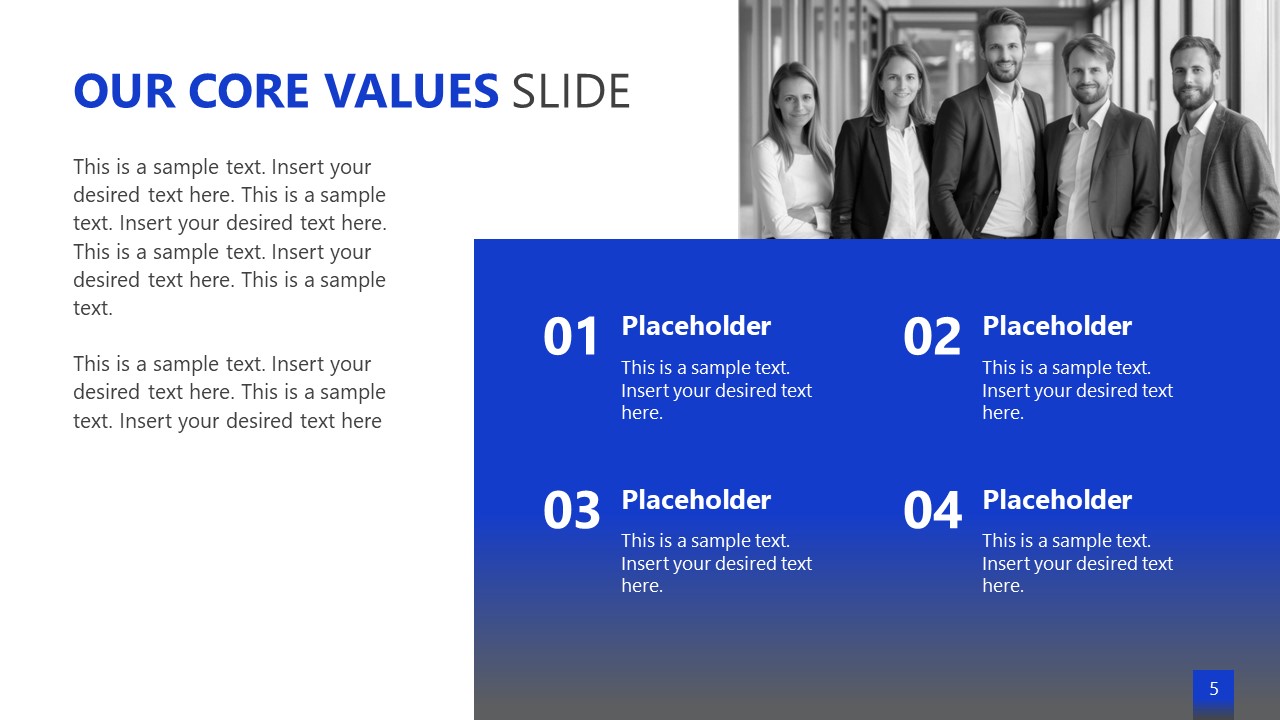 OUR CORE VALUES SLIDE
This is a sample text. Insert your
desired text here. This is a sample
text. Insert your desired text here.
This is a sample text. Insert your
desired text here. This is a sample
text.
This is a sample text. Insert your
desired text here. This is a sample
text. Insert your desired text here
01
Placeholder
This is a sample text.
Insert your desired text
here.
02
Placeholder
This is a sample text.
Insert your desired text
here.
03
Placeholder
This is a sample text.
Insert your desired text
here.
04
Placeholder
This is a sample text.
Insert your desired text
here.
5